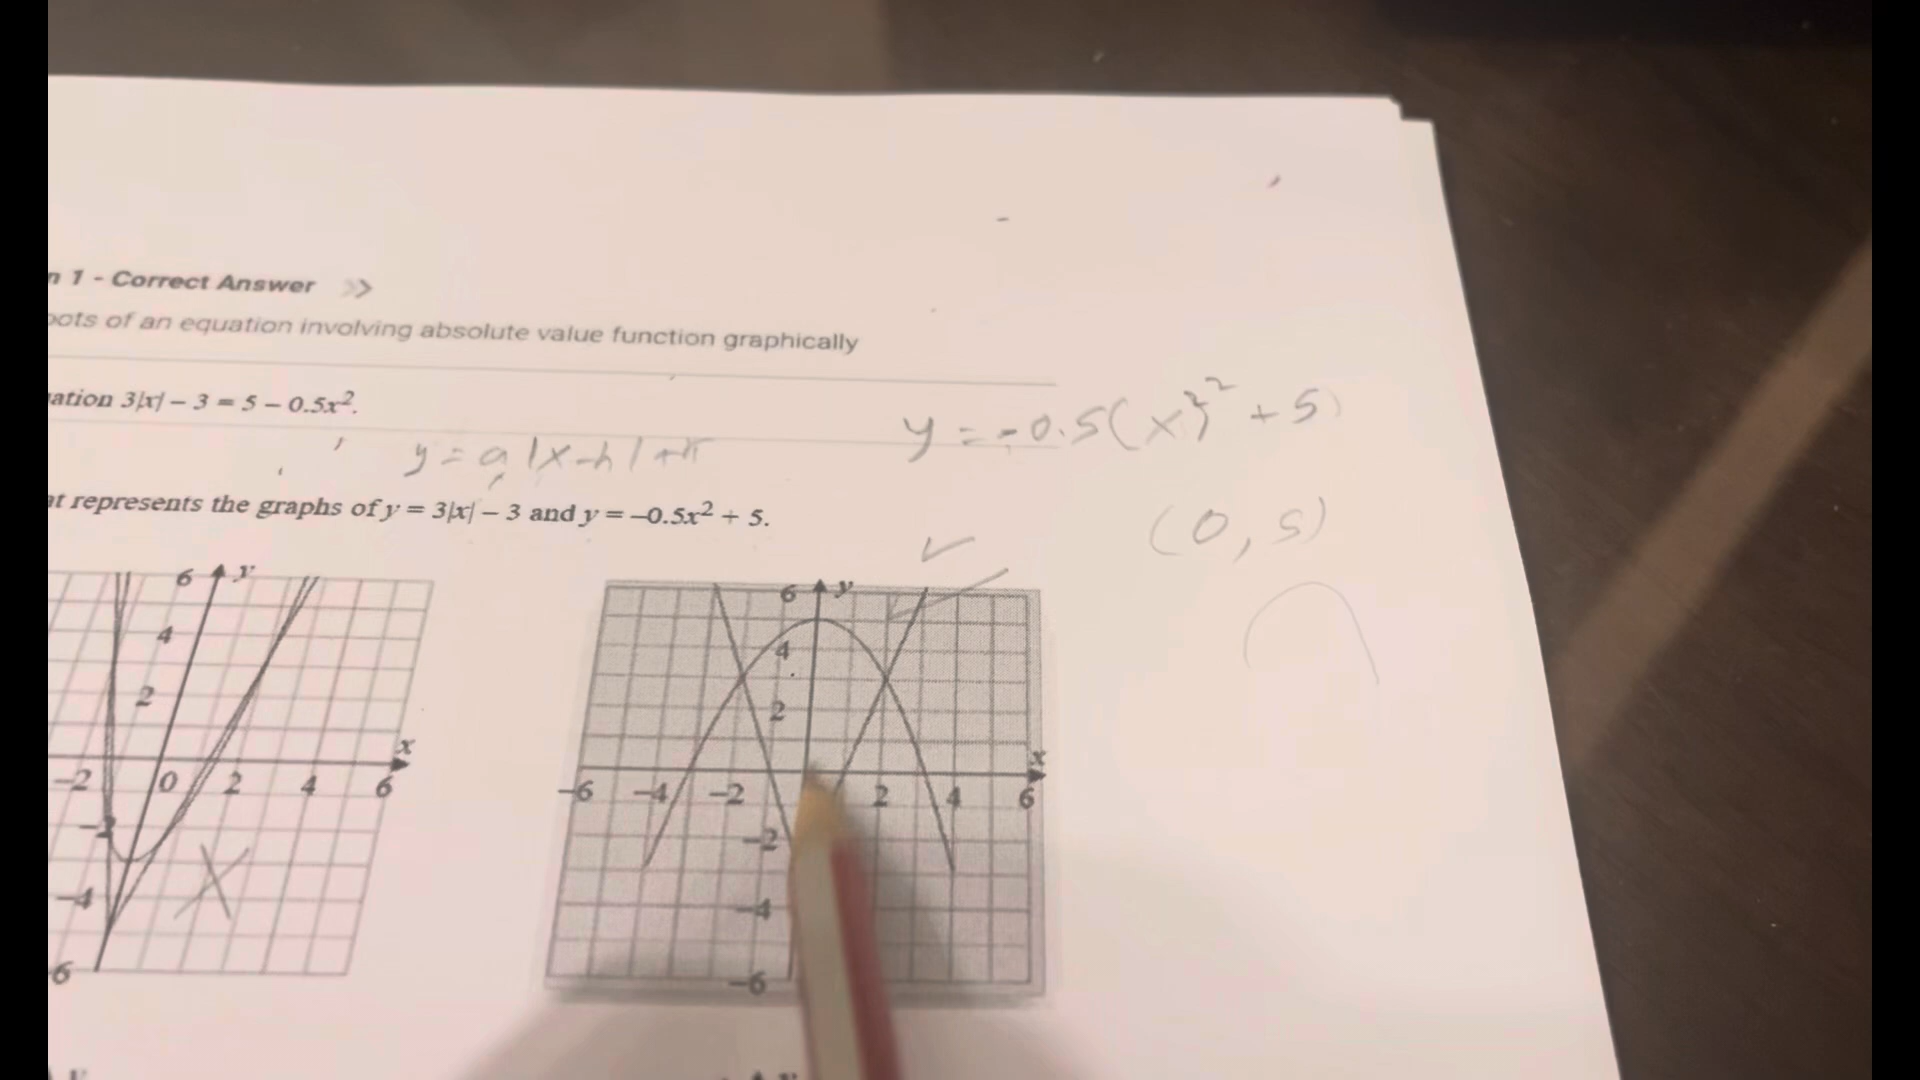 n 1 - Correct Answer >>
oots of an equation involving absolute value function graphically
ation 3|x| – 3 = 5 – 0.5x².
y = -0.5(x)² + 5
y = a|x-h|+k
at represents the graphs of y = 3|x| – 3 and y = –0.5x² + 5.
(0, 5)
6 y
4
2
x
-2 0 2 4 6
-2
-4
6
X
6 y
4
2
x
-6 -4 -2 2 4 6
-2
-4
-6
y
y